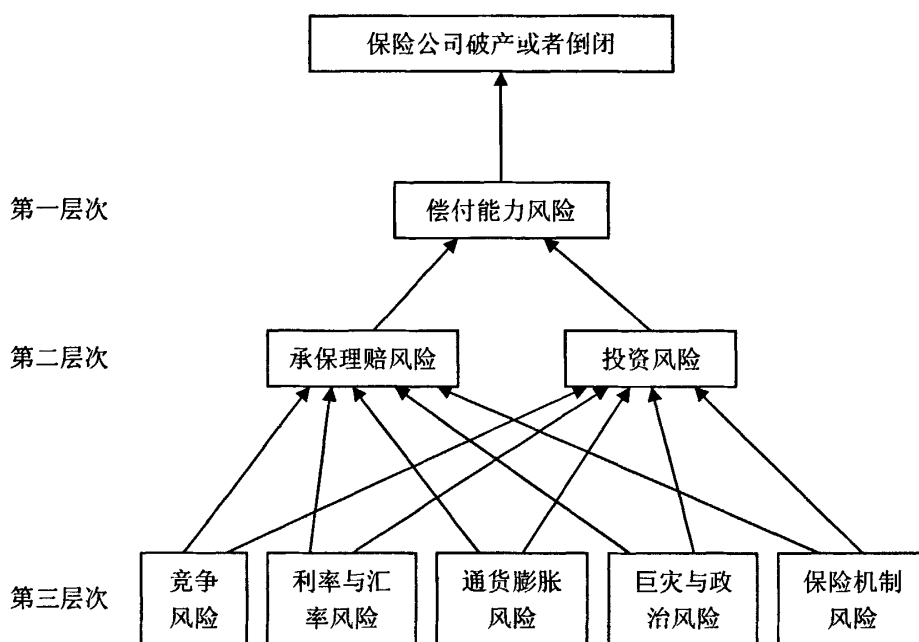 保险公司破产或者倒闭
第一层次
偿付能力风险
第二层次
承保理赔风险
投资风险
第三层次
竞争
风险
利率与汇
率风险
通货膨胀
风险
巨灾与政
治风险
保险机制
风险